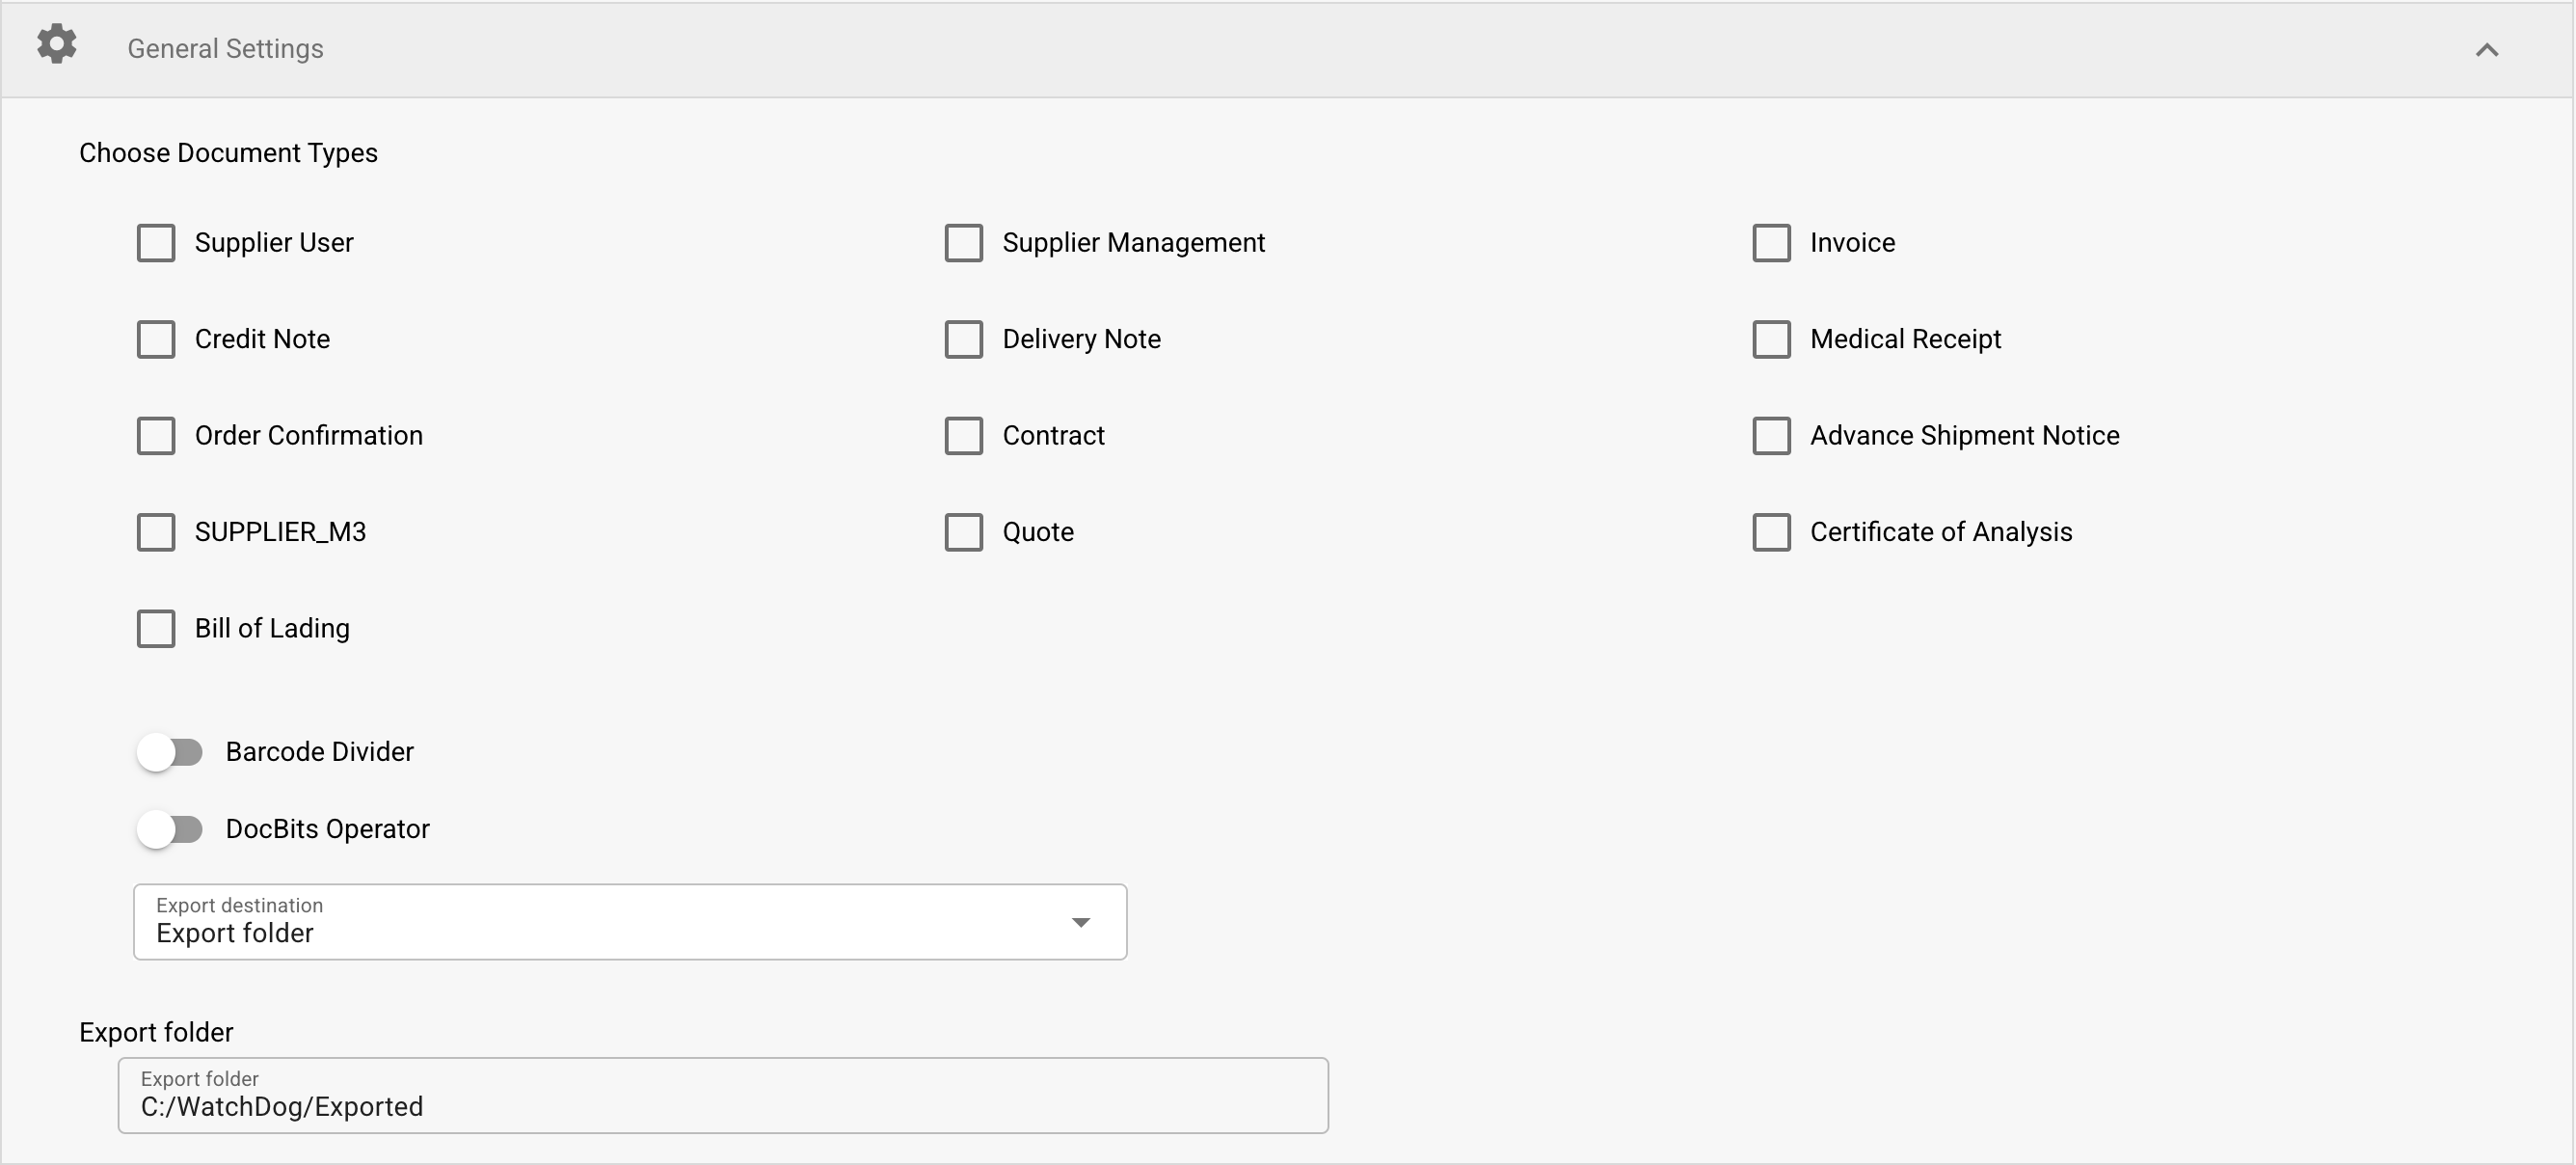 General Settings
Choose Document Types
Supplier User
Supplier Management
Invoice
Credit Note
Delivery Note
Medical Receipt
Order Confirmation
Contract
Advance Shipment Notice
SUPPLIER_M3
Quote
Certificate of Analysis
Bill of Lading
Barcode Divider
DocBits Operator
Export destination
Export folder
Export folder
Export folder
C:/WatchDog/Exported